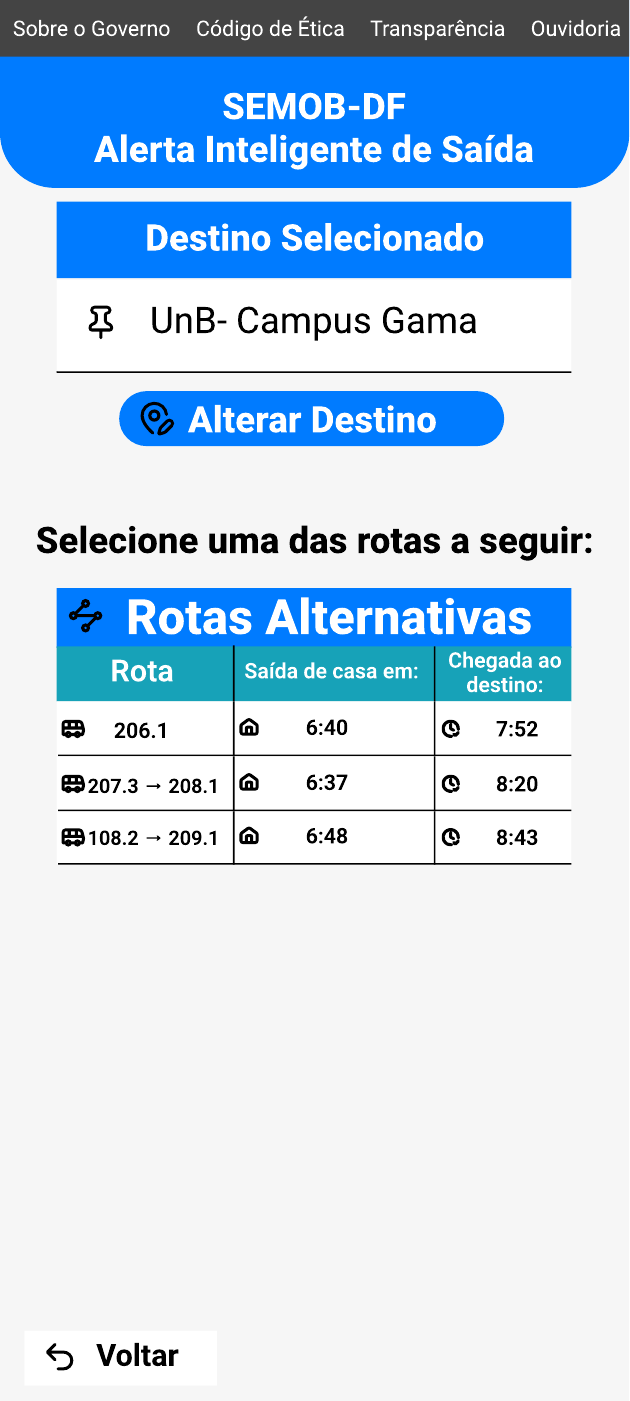 Sobre o Governo Código de Ética Transparência Ouvidoria
SEMOB-DF
Alerta Inteligente de Saída
Destino Selecionado
UnB- Campus Gama
Alterar Destino
Selecione uma das rotas a seguir:
Rotas Alternativas
Rota Saída de casa em: Chegada ao destino:
206.1 6:40 7:52
207.3 → 208.1 6:37 8:20
108.2 → 209.1 6:48 8:43
Voltar